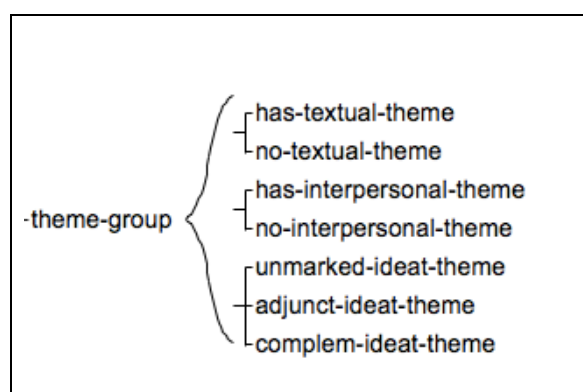 has-textual-theme
no-textual-theme
has-interpersonal-theme
-theme-group
no-interpersonal-theme
unmarked-ideat-theme
adjunct-ideat-theme
complem-ideat-theme